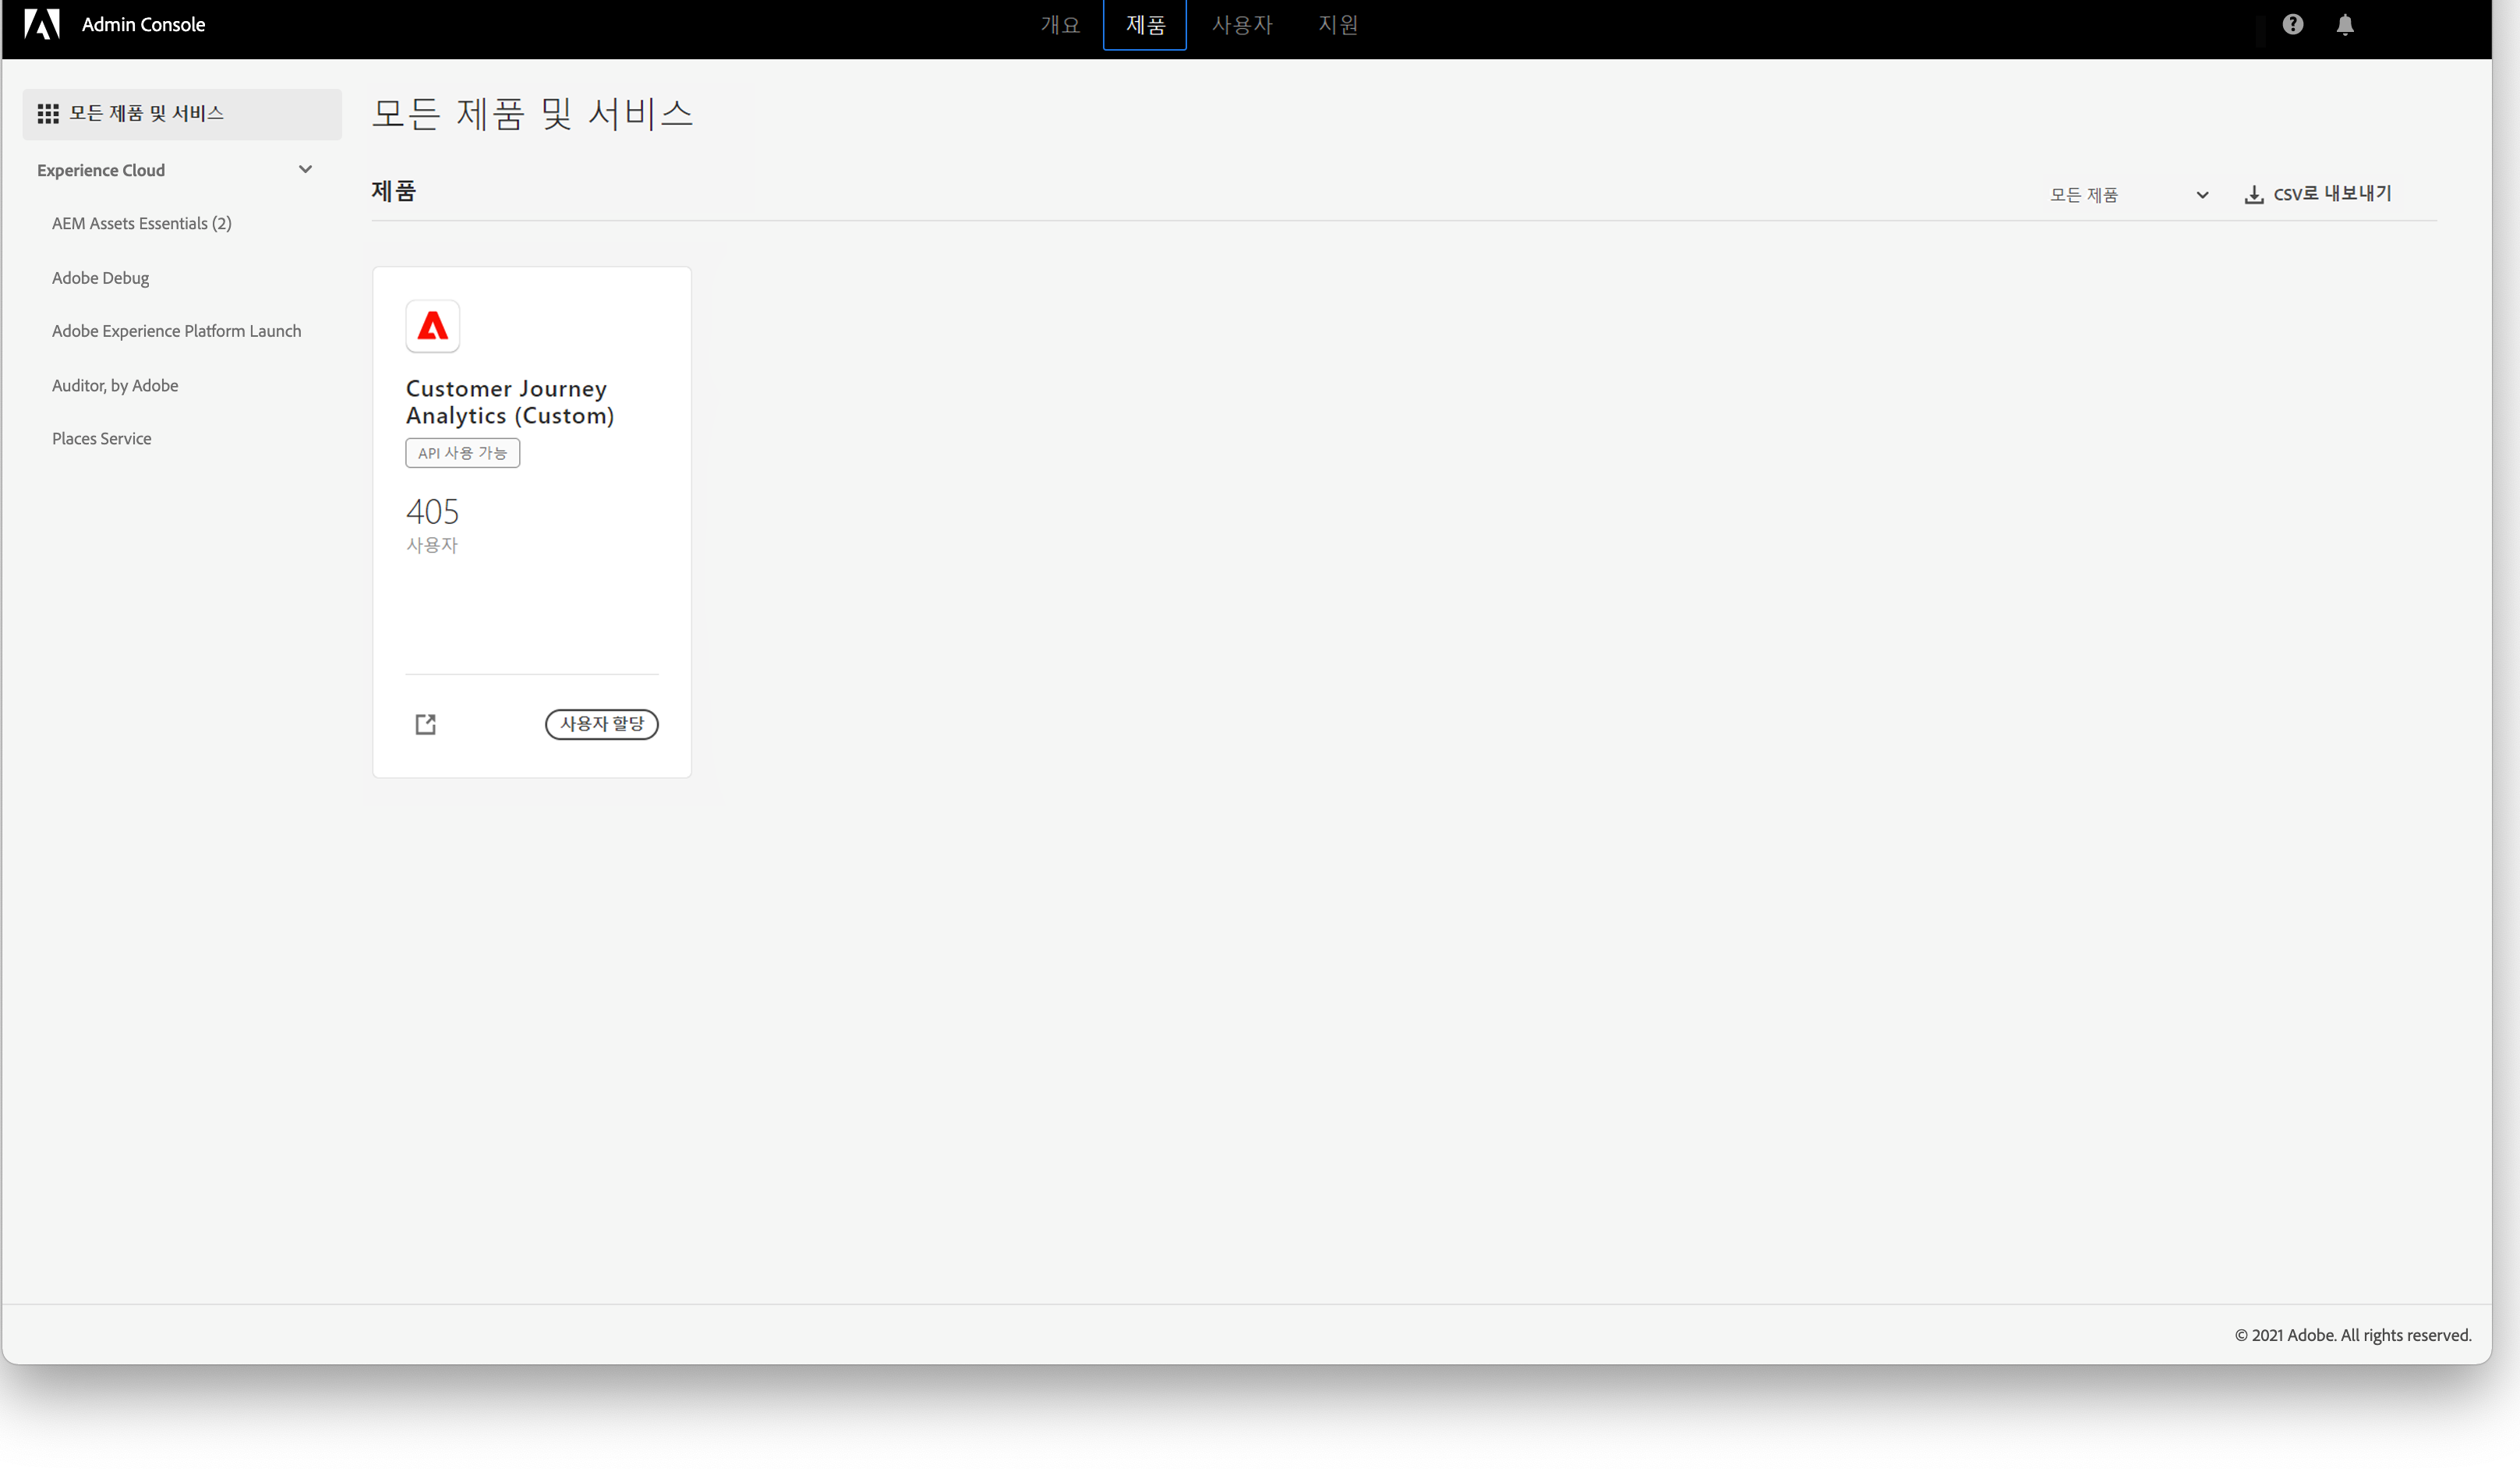 Admin Console
개요
제품
사용자
지원
모든 제품 및 서비스
Experience Cloud
AEM Assets Essentials (2)
Adobe Debug
Adobe Experience Platform Launch
Auditor, by Adobe
Places Service
모든 제품 및 서비스
제품
모든 제품
CSV로 내보내기
Customer Journey
Analytics (Custom)
API 사용 가능
405
사용자
사용자 할당
© 2021 Adobe. All rights reserved.